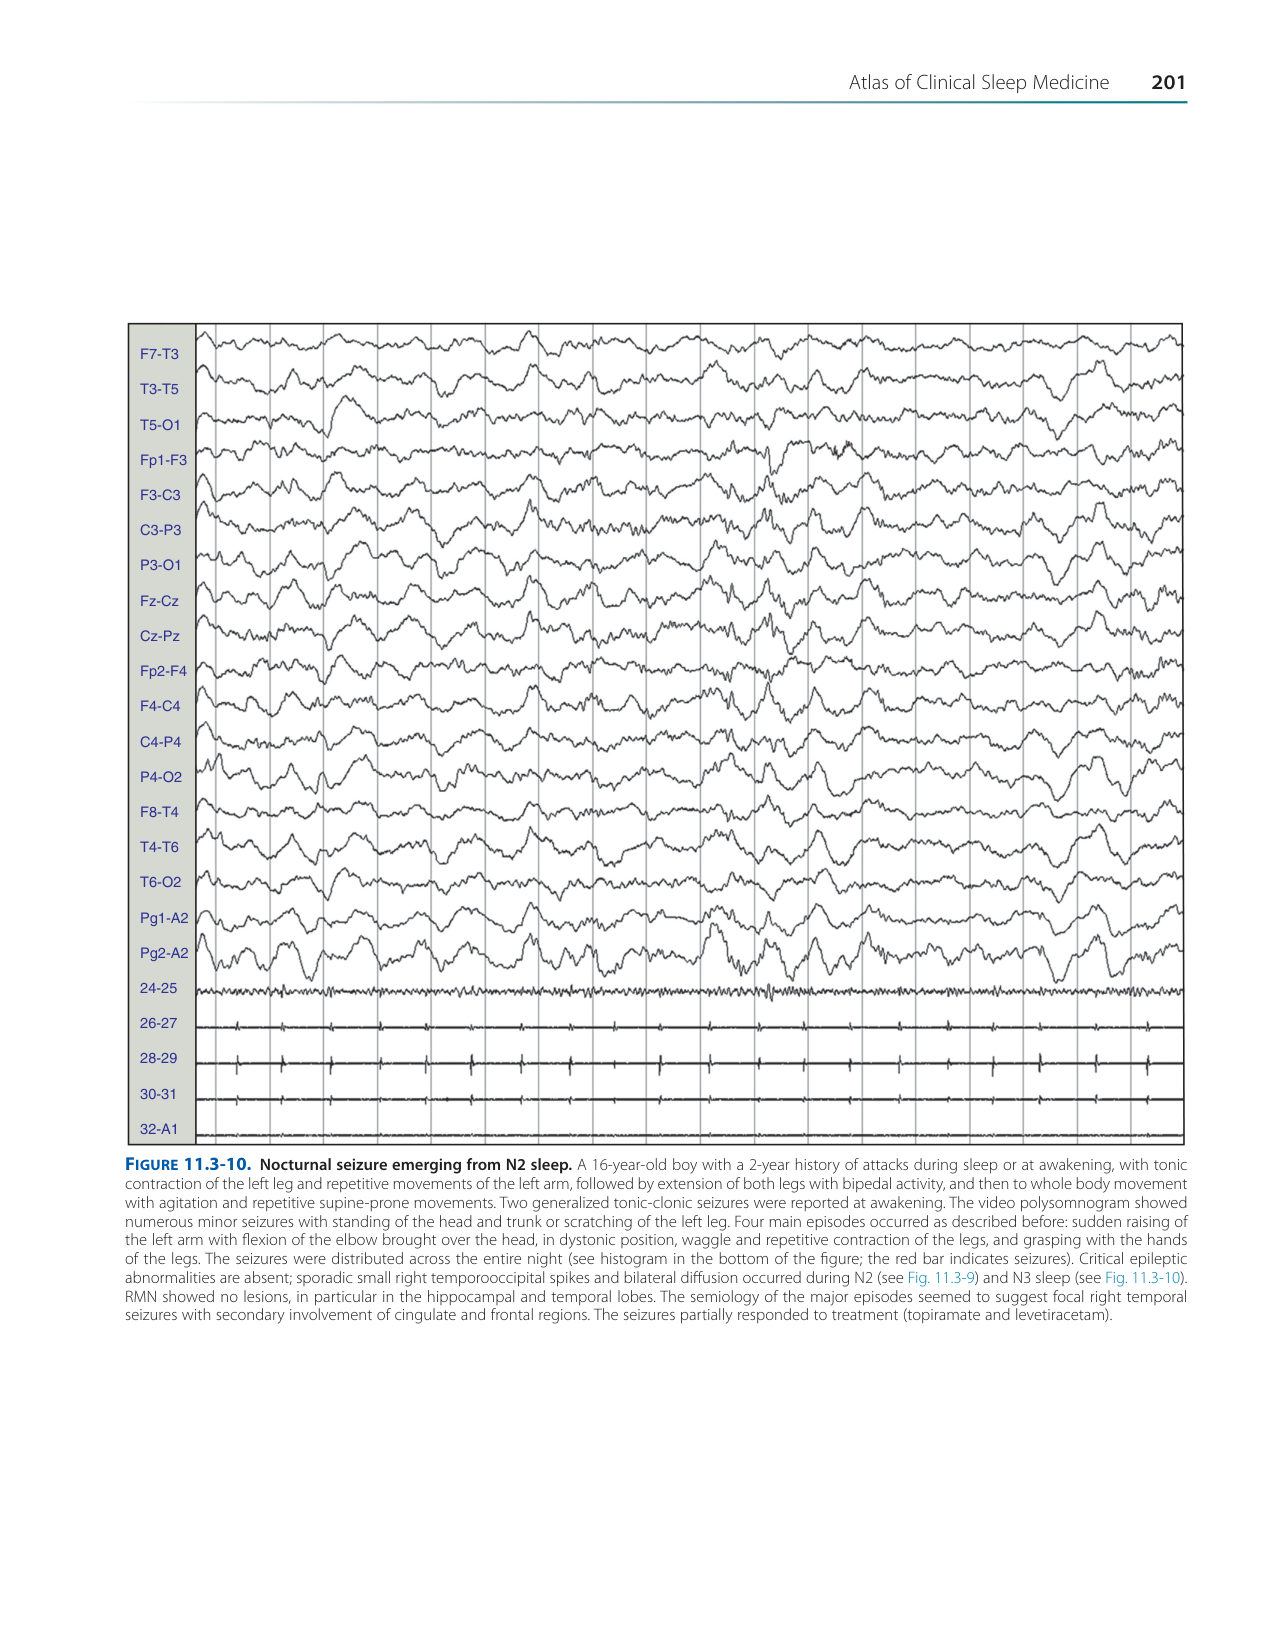 Atlas of Clinical Sleep Medicine 201
F7-T3
T3-T5
T5-O1
Fp1-F3
F3-C3
C3-P3
P3-O1
Fz-Cz
Cz-Pz
Fp2-F4
F4-C4
C4-P4
P4-O2
F8-T4
T4-T6
T6-O2
Pg1-A2
Pg2-A2
24-25
26-27
28-29
30-31
32-A1
FIGURE 11.3-10. Nocturnal seizure emerging from N2 sleep. A 16-year-old boy with a 2-year history of attacks during sleep or at awakening, with tonic
contraction of the left leg and repetitive movements of the left arm, followed by extension of both legs with bipedal activity, and then to whole body movement
with agitation and repetitive supine-prone movements. Two generalized tonic-clonic seizures were reported at awakening. The video polysomnogram showed
numerous minor seizures with standing of the head and trunk or scratching of the left leg. Four main episodes occurred as described before: sudden raising of
the left arm with flexion of the elbow brought over the head, in dystonic position, waggle and repetitive contraction of the legs, and grasping with the hands
of the legs. The seizures were distributed across the entire night (see histogram in the bottom of the figure; the red bar indicates seizures). Critical epileptic
abnormalities are absent; sporadic small right temporooccipital spikes and bilateral diffusion occurred during N2 (see Fig. 11.3-9) and N3 sleep (see Fig. 11.3-10).
RMN showed no lesions, in particular in the hippocampal and temporal lobes. The semiology of the major episodes seemed to suggest focal right temporal
seizures with secondary involvement of cingulate and frontal regions. The seizures partially responded to treatment (topiramate and levetiracetam).